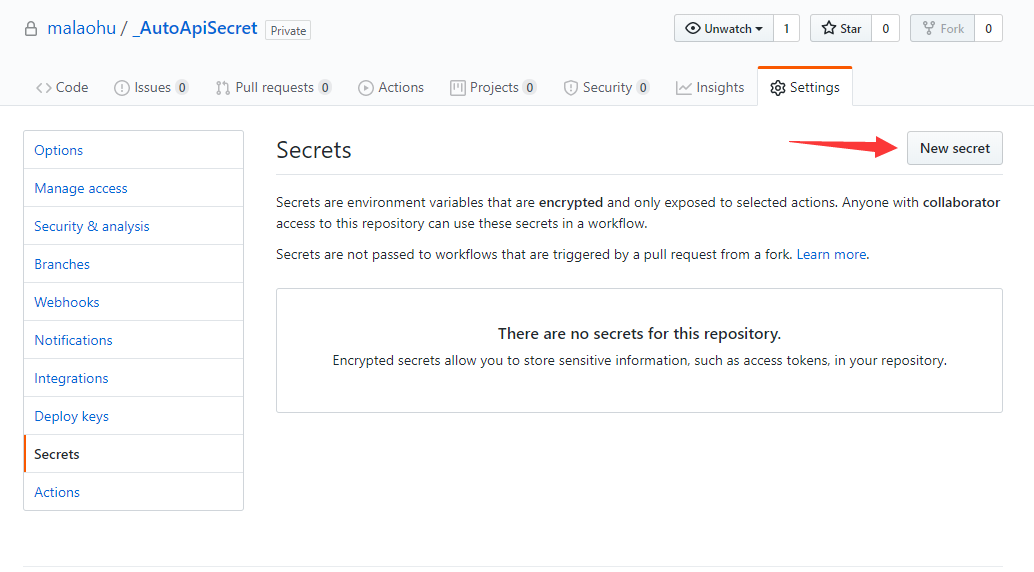 malaohu / _AutoApiSecret Private
Unwatch 1 Star 0 Fork 0
Code Issues 0 Pull requests 0 Actions Projects 0 Security 0 Insights Settings
Options
Manage access
Security & analysis
Branches
Webhooks
Notifications
Integrations
Deploy keys
Secrets
Actions
Secrets
New secret
Secrets are environment variables that are encrypted and only exposed to selected actions. Anyone with collaborator
access to this repository can use these secrets in a workflow.
Secrets are not passed to workflows that are triggered by a pull request from a fork. Learn more.
There are no secrets for this repository.
Encrypted secrets allow you to store sensitive information, such as access tokens, in your repository.